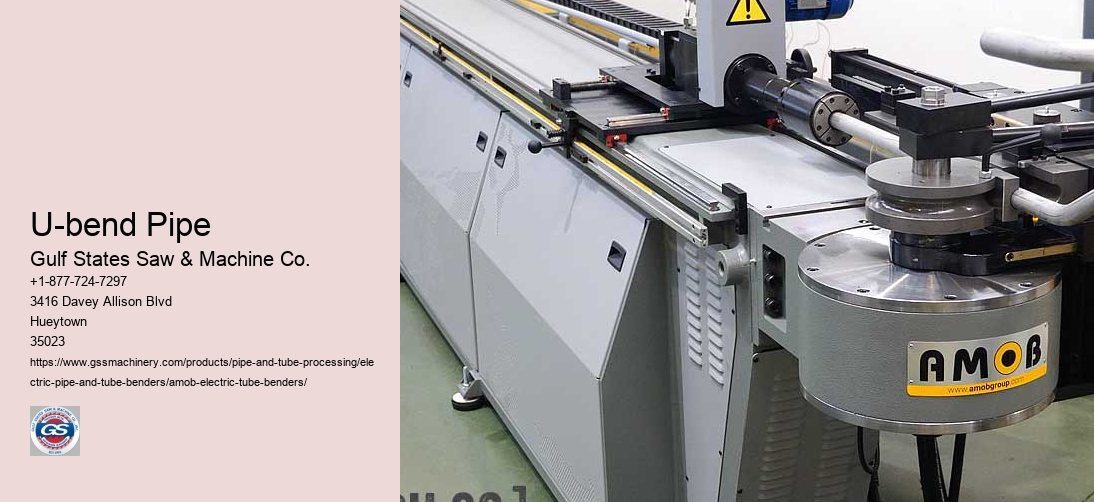 U-bend Pipe
Gulf States Saw & Machine Co.
+1-877-724-7297
3416 Davey Allison Blvd
Hueytown
35023
https://www.gssmachinery.com/products/pipe-and-tube-processing/ele
ctric-pipe-and-tube-benders/amob-electric-tube-benders/
GS
AMOB
www.amobgroup.com